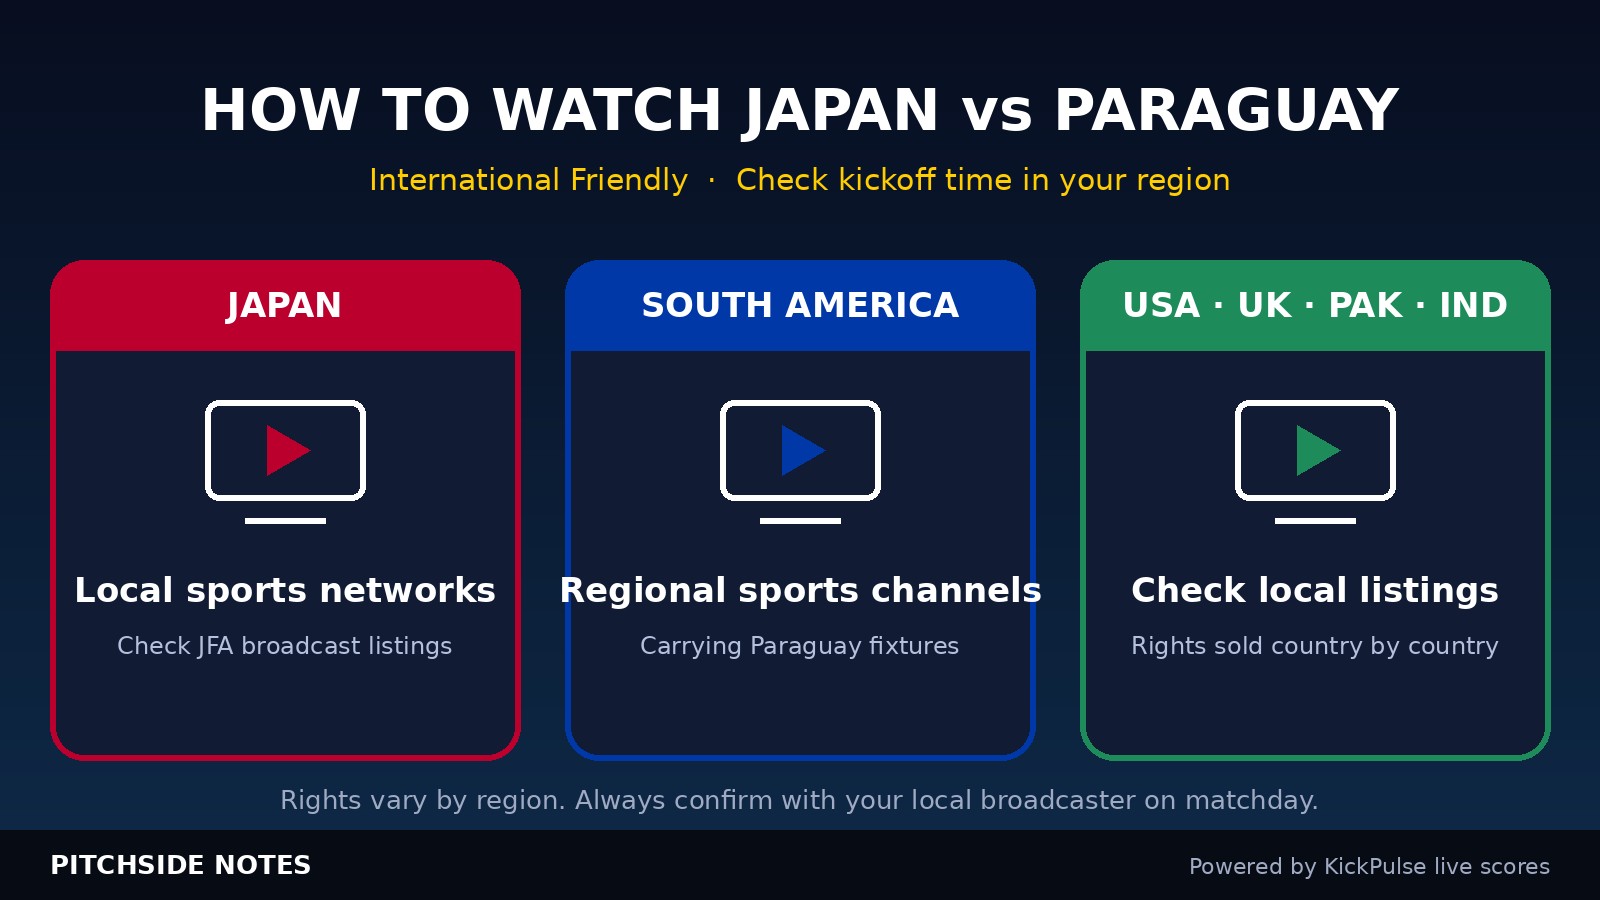 HOW TO WATCH JAPAN vs PARAGUAY
International Friendly · Check kickoff time in your region
JAPAN
Local sports networks
Check JFA broadcast listings
SOUTH AMERICA
Regional sports channels
Carrying Paraguay fixtures
USA · UK · PAK · IND
Check local listings
Rights sold country by country
Rights vary by region. Always confirm with your local broadcaster on matchday.
PITCHSIDE NOTES
Powered by KickPulse live scores